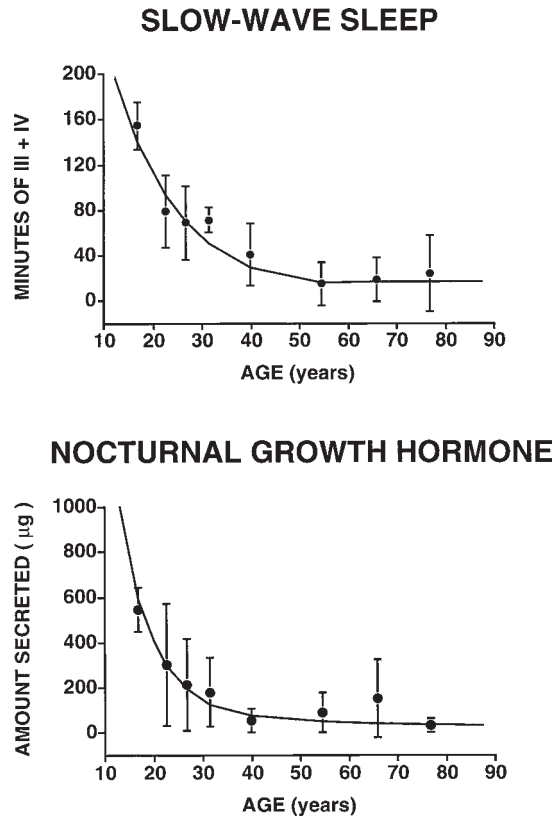 SLOW-WAVE SLEEP
MINUTES OF III + IV
200
160
120
80
40
0
10 20 30 40 50 60 70 80 90
AGE (years)
NOCTURNAL GROWTH HORMONE
AMOUNT SECRETED ( μg )
1000
800
600
400
200
0
10 20 30 40 50 60 70 80 90
AGE (years)